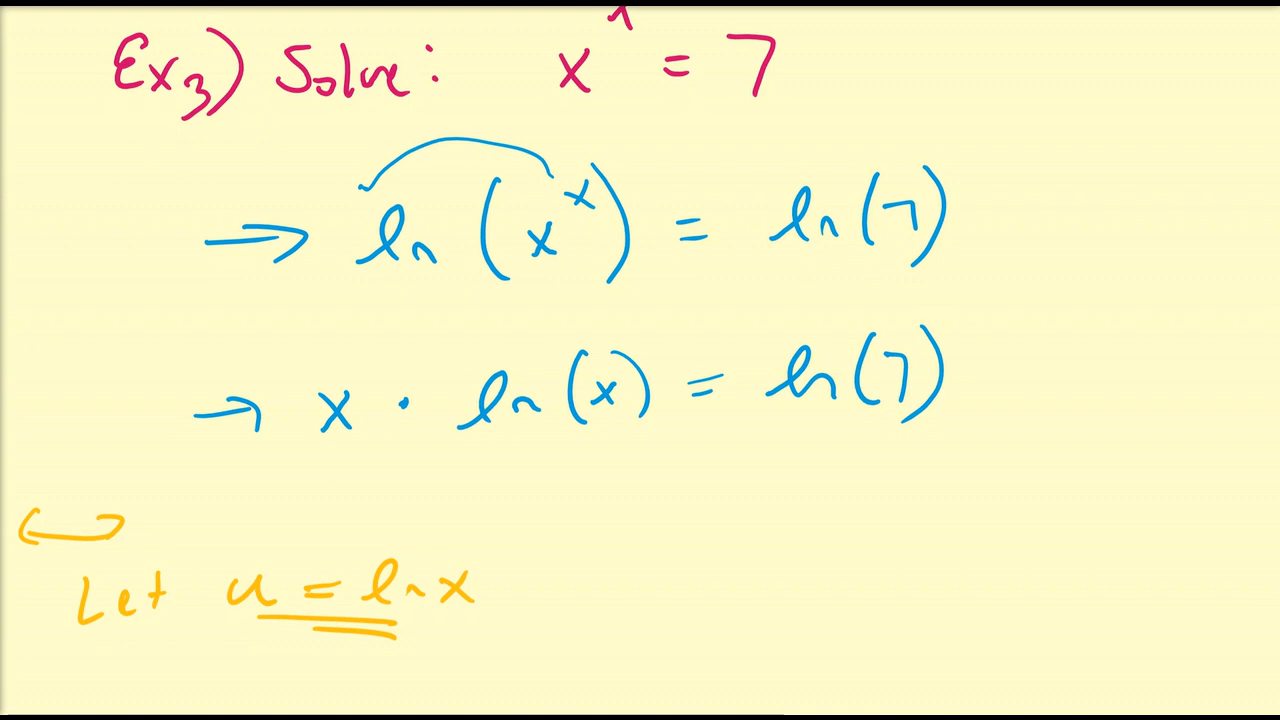 Ex3) Solve: x^x = 7
→ ln(x^x) = ln(7)
→ x · ln(x) = ln(7)
Let u = ln x